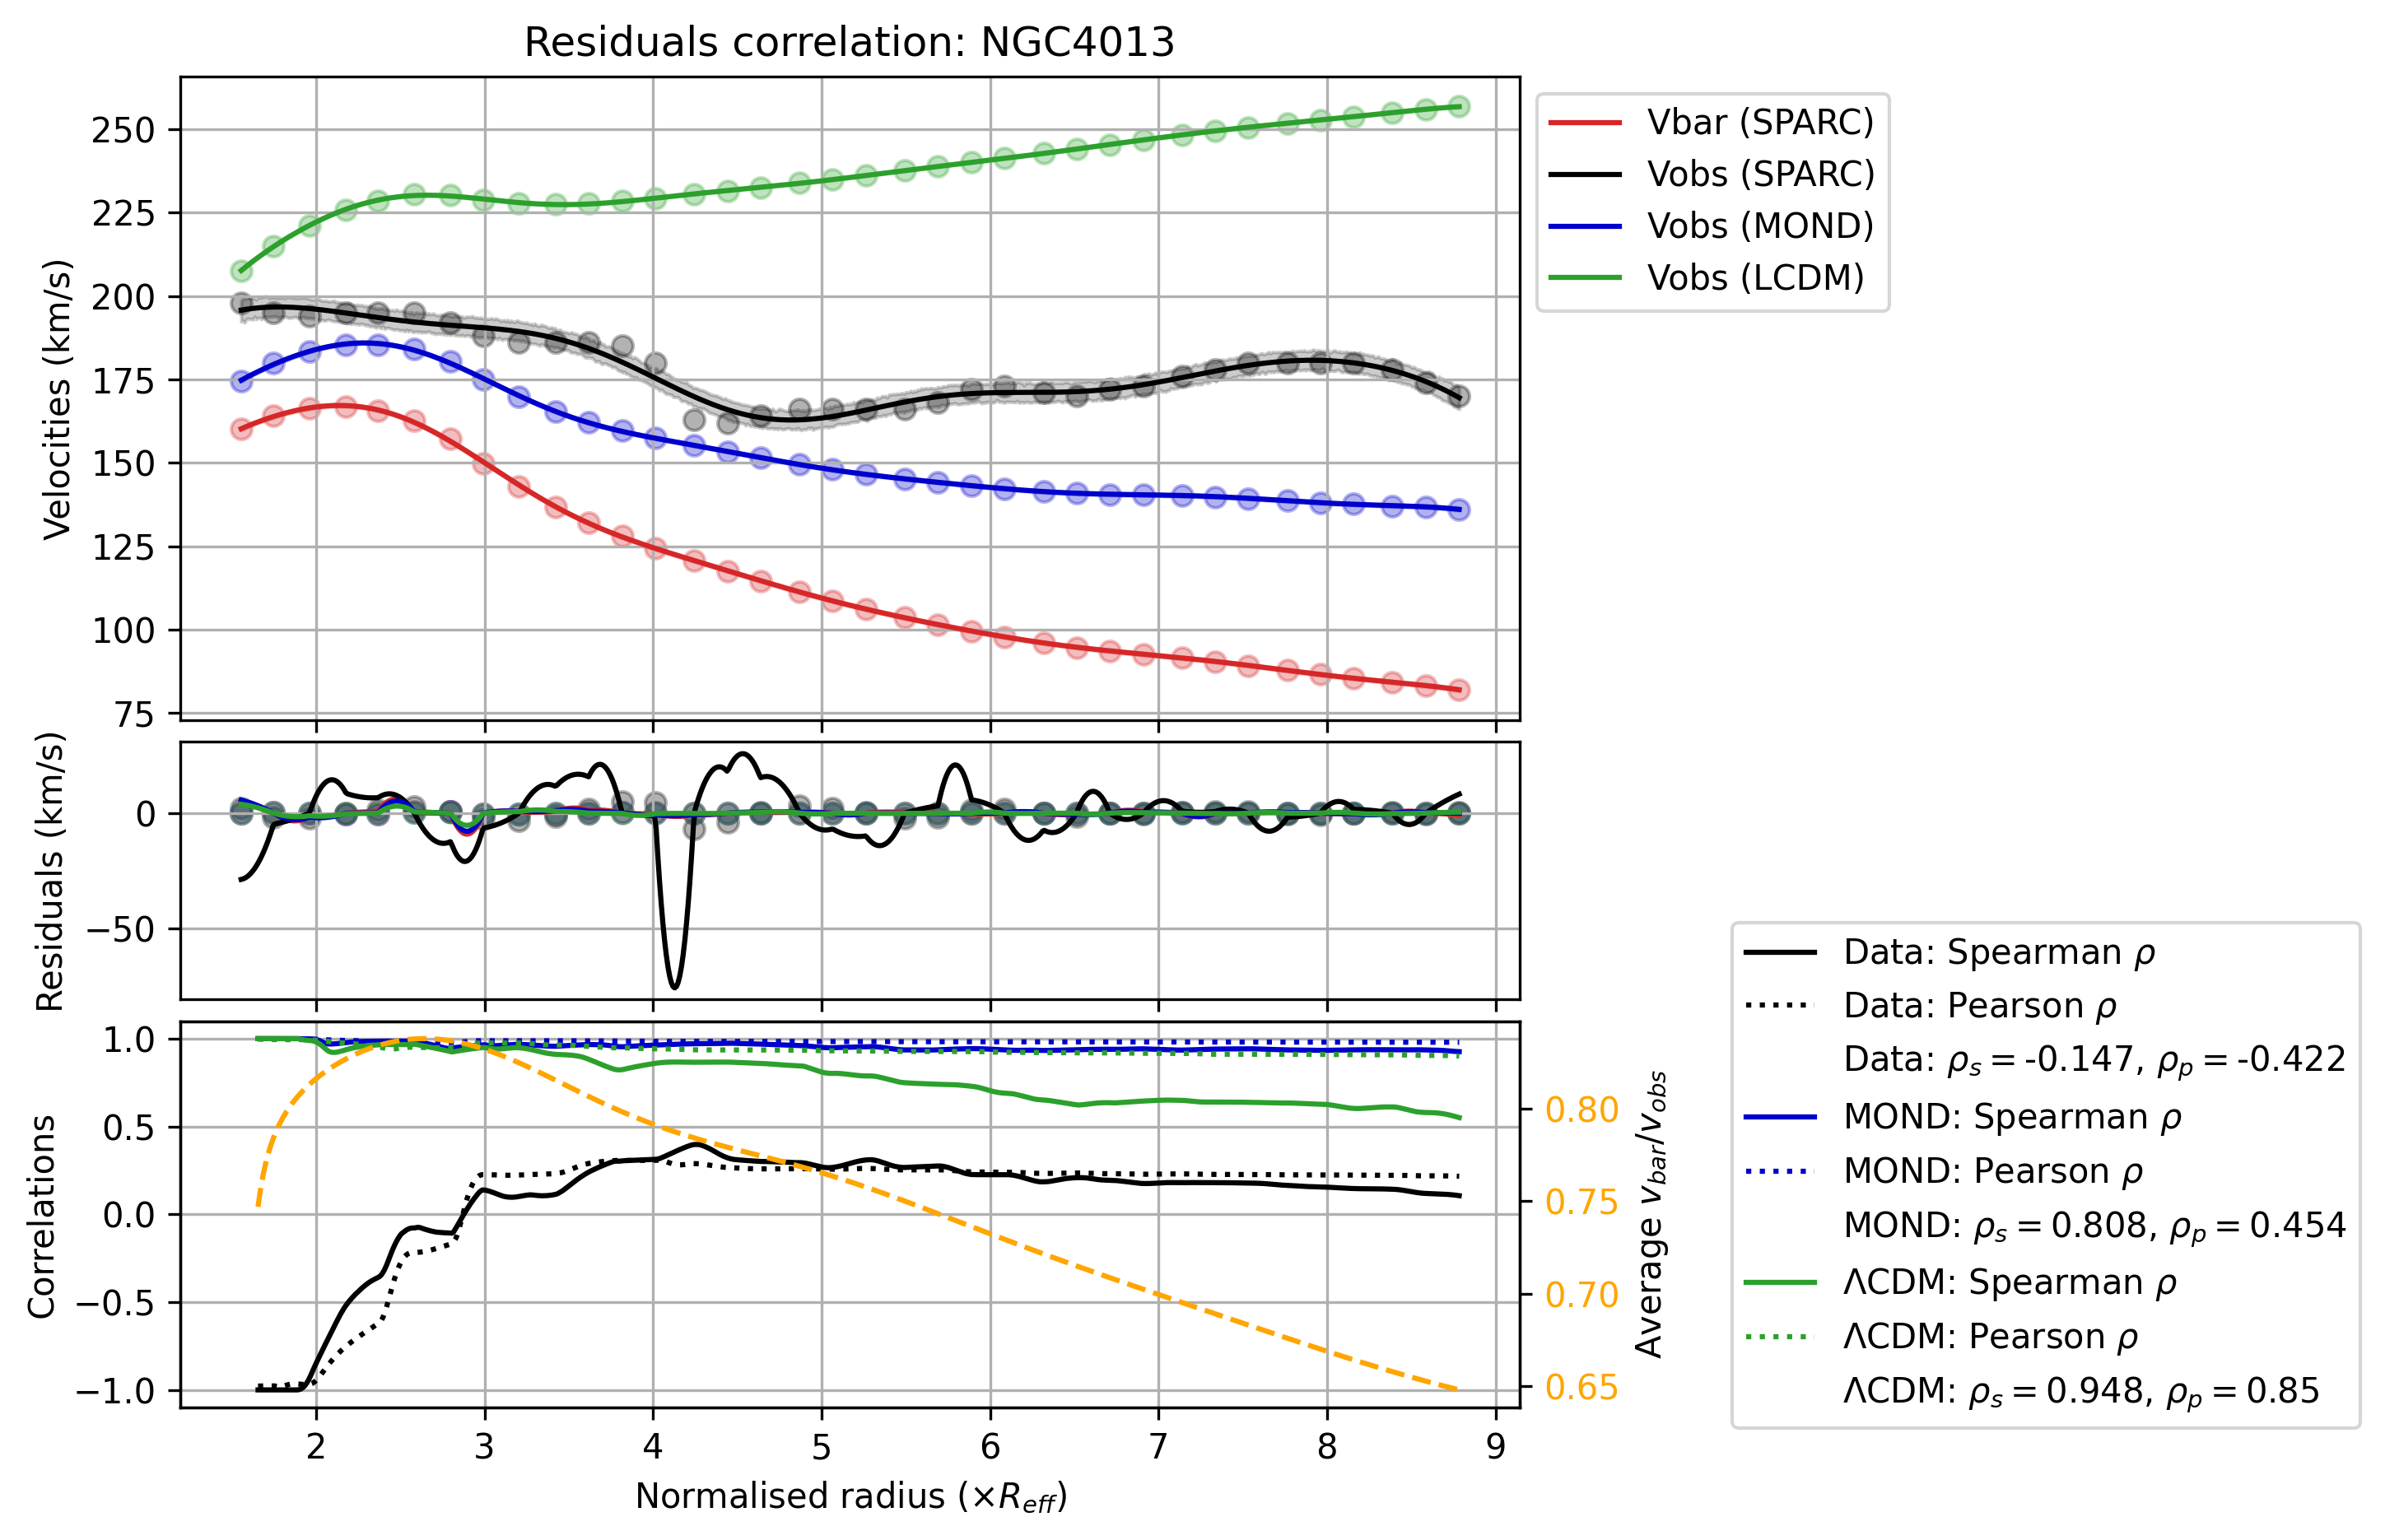 Residuals correlation: NGC4013
Velocities (km/s)
250
225
200
175
150
125
100
75
Vbar (SPARC)
Vobs (SPARC)
Vobs (MOND)
Vobs (LCDM)
Residuals (km/s)
0
−50
Correlations
1.0
0.5
0.0
−0.5
−1.0
0.80
0.75
0.70
0.65
Average v_bar/v_obs
2 3 4 5 6 7 8 9
Normalised radius (×R_eff)
Data: Spearman ρ
Data: Pearson ρ
Data: ρ_s = -0.147, ρ_p = -0.422
MOND: Spearman ρ
MOND: Pearson ρ
MOND: ρ_s = 0.808, ρ_p = 0.454
ΛCDM: Spearman ρ
ΛCDM: Pearson ρ
ΛCDM: ρ_s = 0.948, ρ_p = 0.85